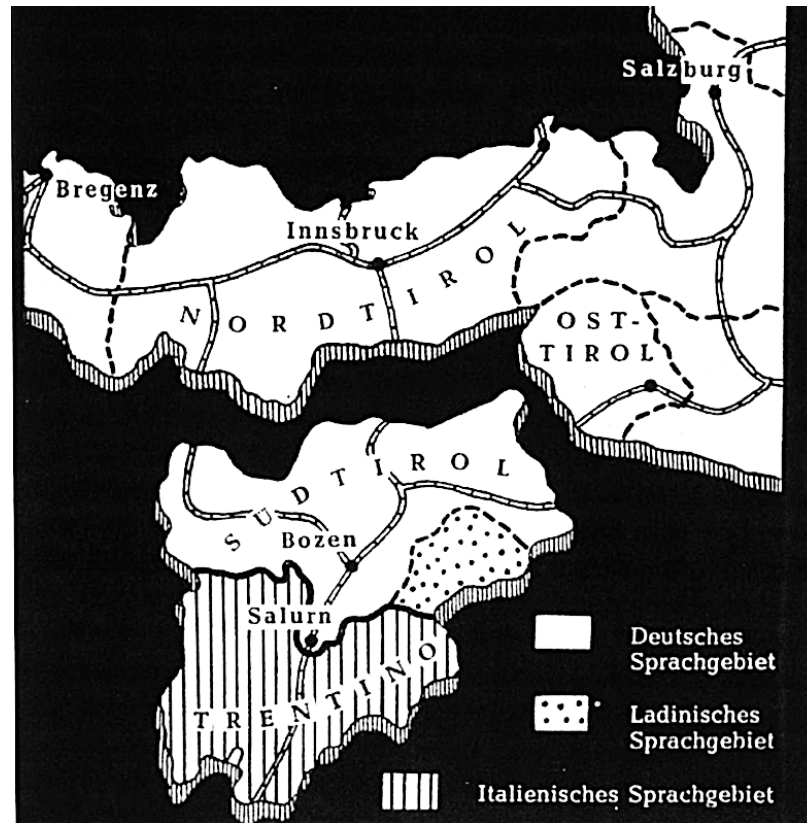 Salzburg
Bregenz
Innsbruck
NORDTIROL
OST-
TIROL
SÜDTIROL
Bozen
Salurn
TRENTINO
Deutsches
Sprachgebiet
Ladinisches
Sprachgebiet
Italienisches Sprachgebiet